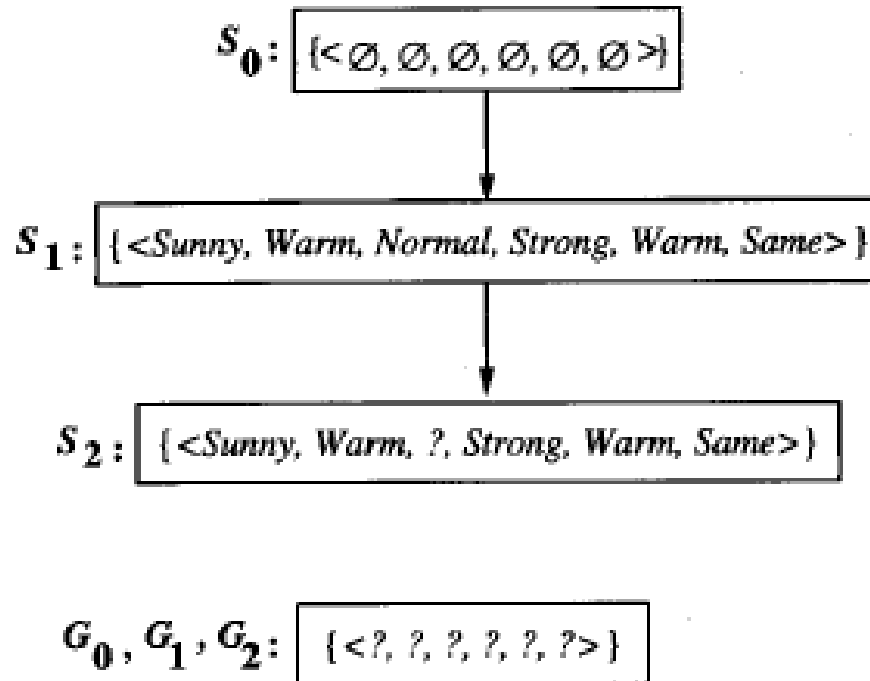 S0: {<∅, ∅, ∅, ∅, ∅, ∅>}
S1: {<Sunny, Warm, Normal, Strong, Warm, Same>}
S2: {<Sunny, Warm, ?, Strong, Warm, Same>}
G0, G1, G2: {<?, ?, ?, ?, ?, ?>}